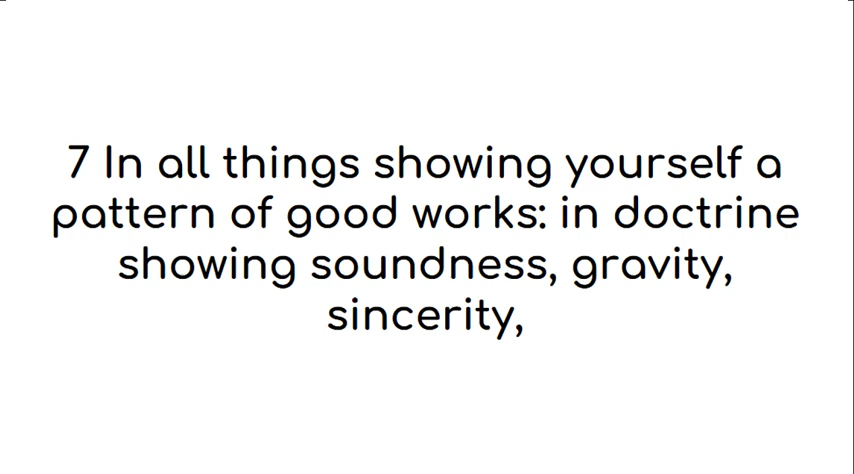 7 In all things showing yourself a
pattern of good works: in doctrine
showing soundness, gravity,
sincerity,